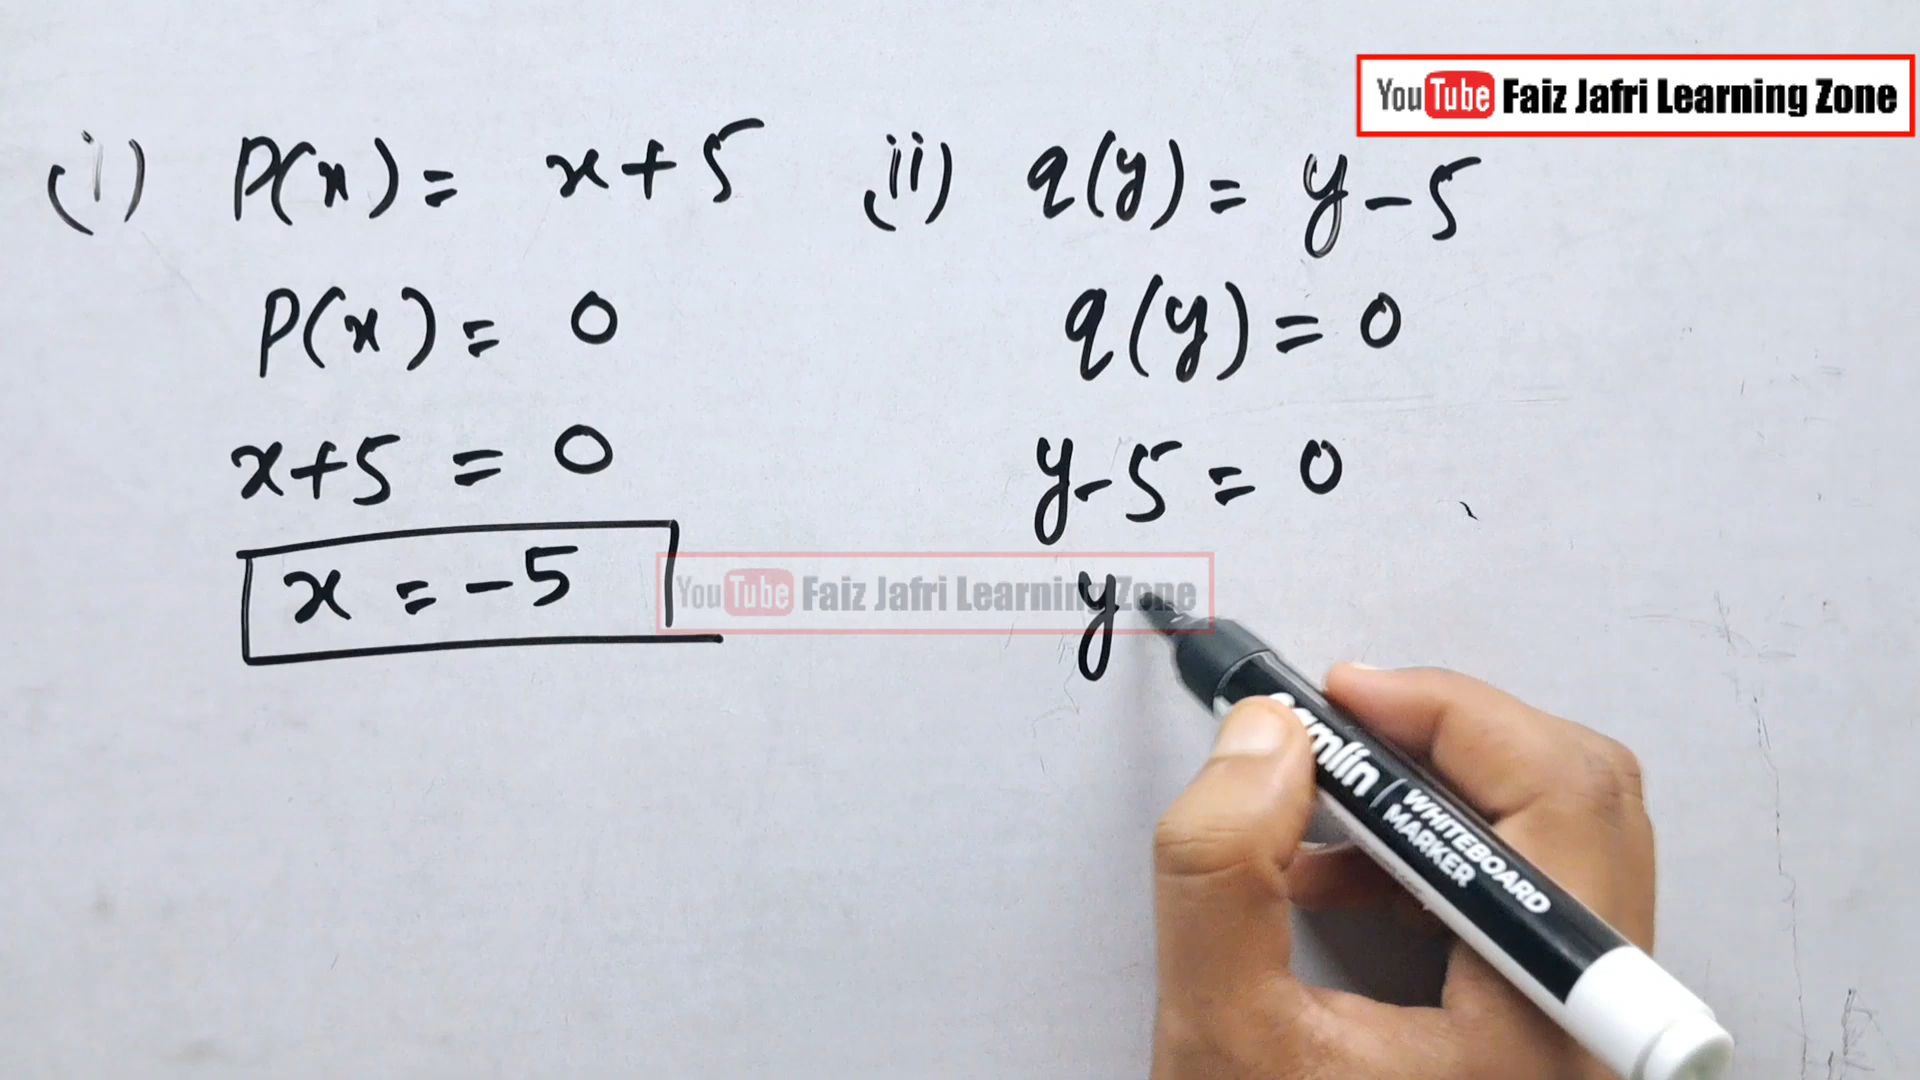 YouTube Faiz Jafri Learning Zone
(i) P(x) = x+5
P(x) = 0
x+5 = 0
x = -5
(ii) q(y) = y-5
q(y) = 0
y-5 = 0
y
YouTube Faiz Jafri Learning Zone
camlin WHITEBOARD
MARKER